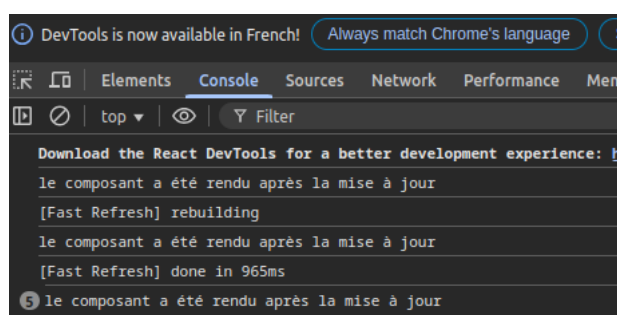 DevTools is now available in French! Always match Chrome's language
Elements Console Sources Network Performance
top Filter
Download the React DevTools for a better development experience:
le composant a été rendu après la mise à jour
[Fast Refresh] rebuilding
le composant a été rendu après la mise à jour
[Fast Refresh] done in 965ms
5 le composant a été rendu après la mise à jour